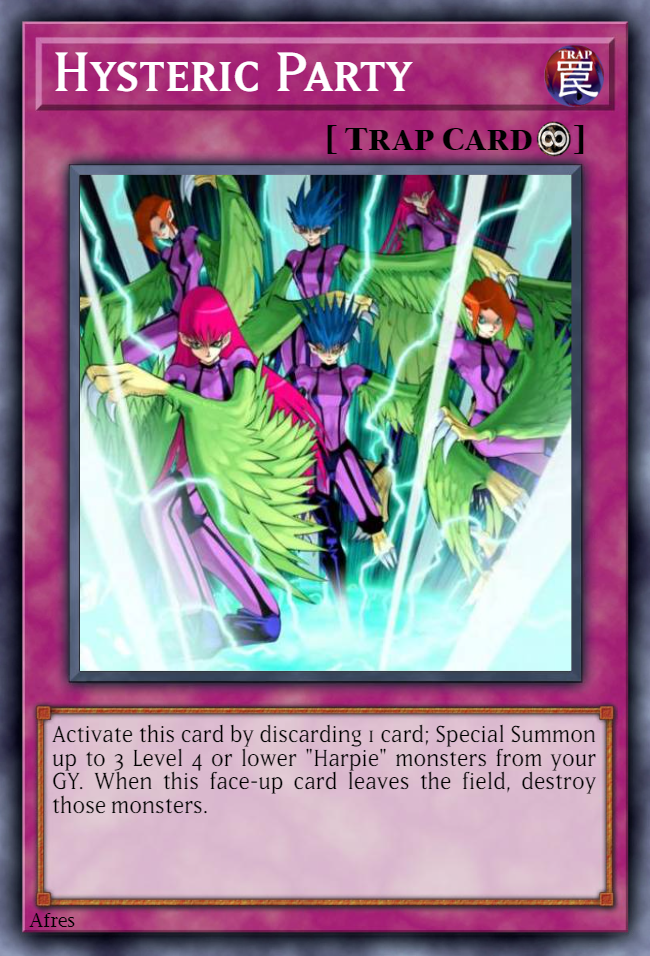 Hysteric Party
TRAP
罠
[ Trap Card ]
Activate this card by discarding 1 card; Special Summon
up to 3 Level 4 or lower "Harpie" monsters from your
GY. When this face-up card leaves the field, destroy
those monsters.
Afres